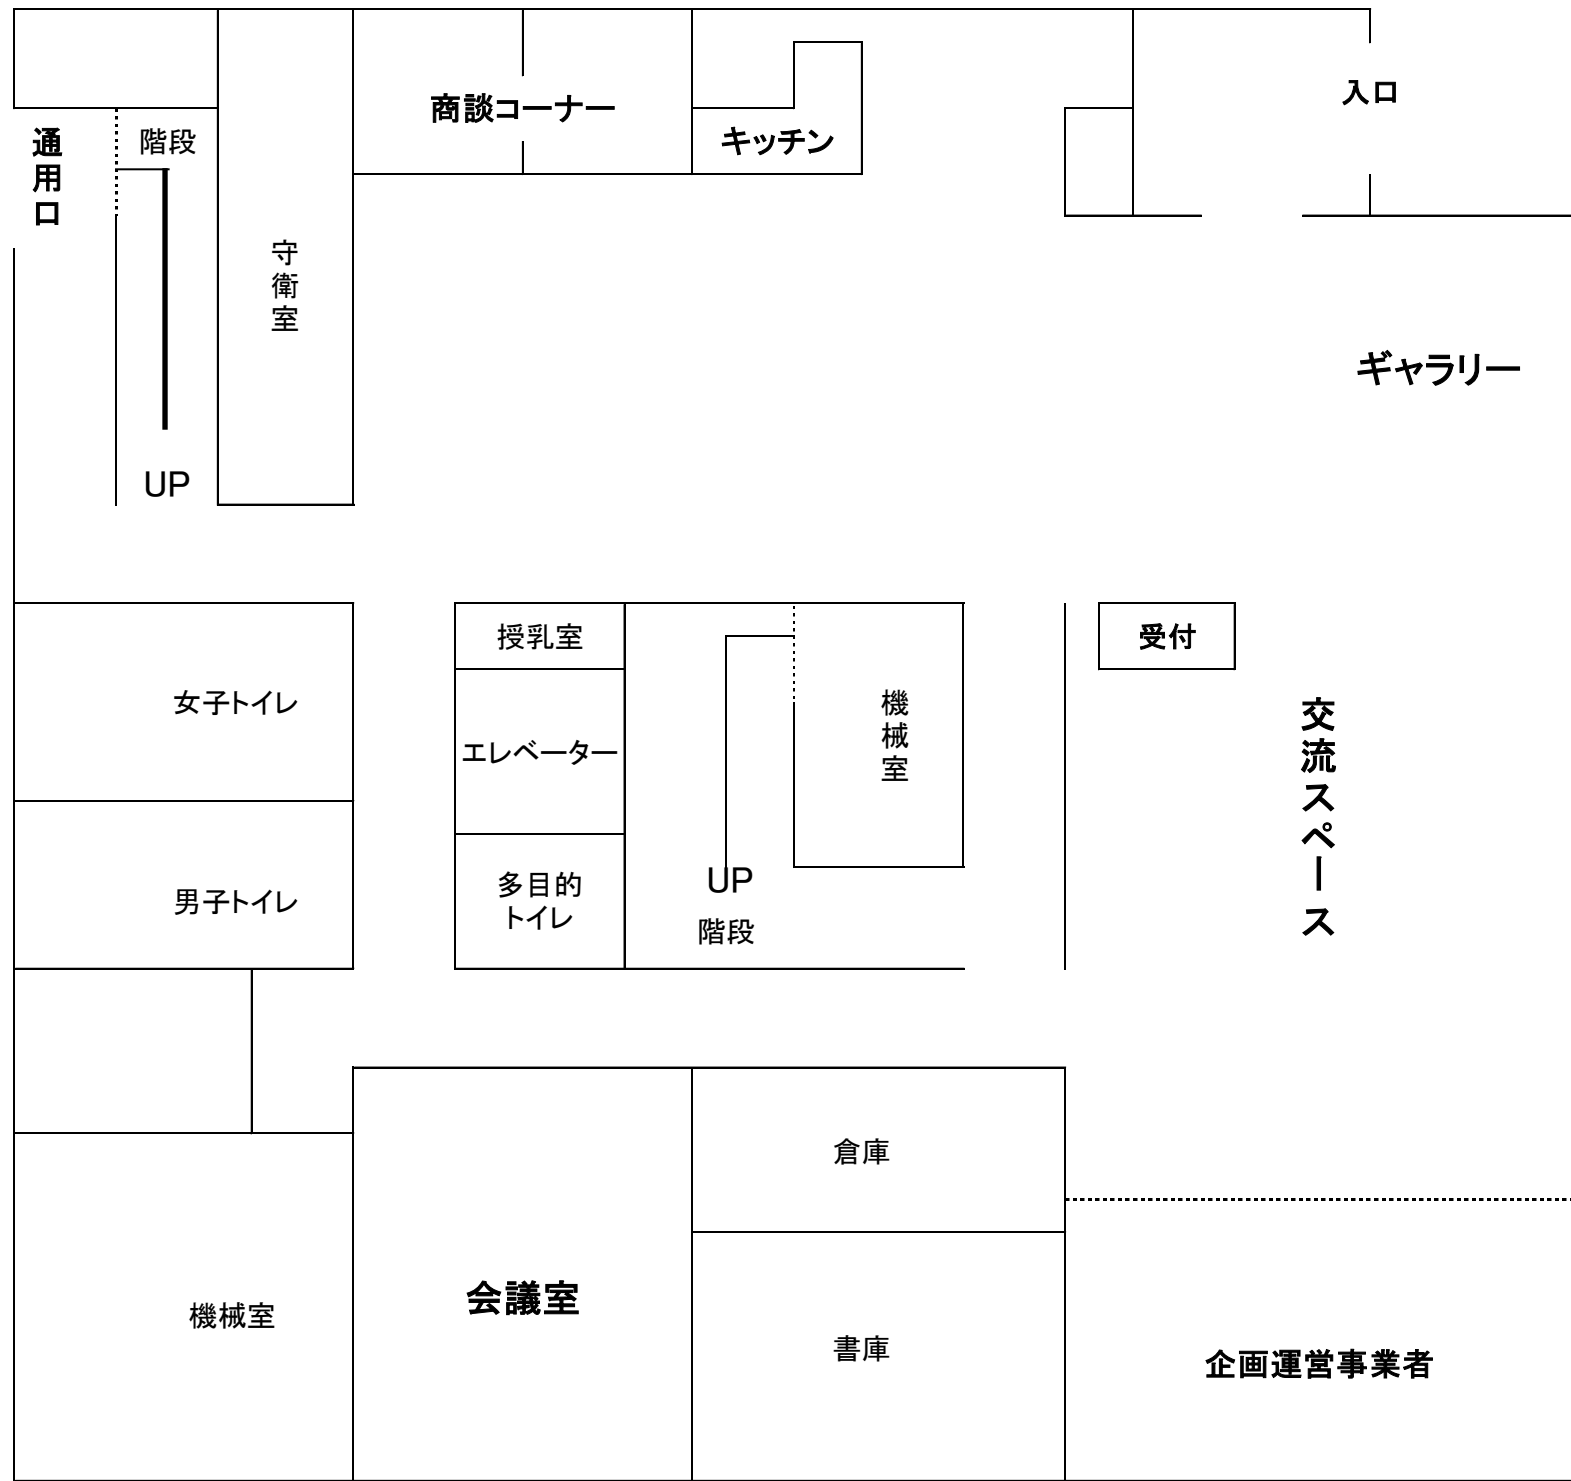 入口
商談コーナー
キッチン
通用口
階段
守衛室
ギャラリー
UP
授乳室
受付
女子トイレ
エレベーター
機械室
交流スペース
男子トイレ
多目的
トイレ
UP
階段
倉庫
会議室
機械室
書庫
企画運営事業者